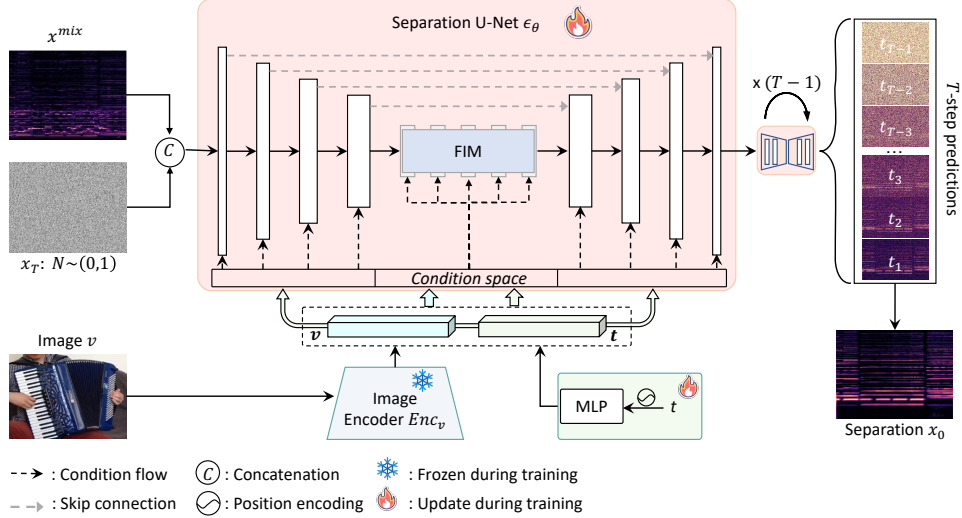 Separation U-Net ϵ_θ
x^{mix}
C
x_T: N~(0,1)
FIM
x (T − 1)
t_{T−1}
t_{T−2}
t_{T−3}
...
t_3
t_2
t_1
T-step predictions
Condition space
v
t
Image v
Image
Encoder Enc_v
MLP
t
Separation x_0
: Condition flow
C : Concatenation
: Frozen during training
: Skip connection
: Position encoding
: Update during training